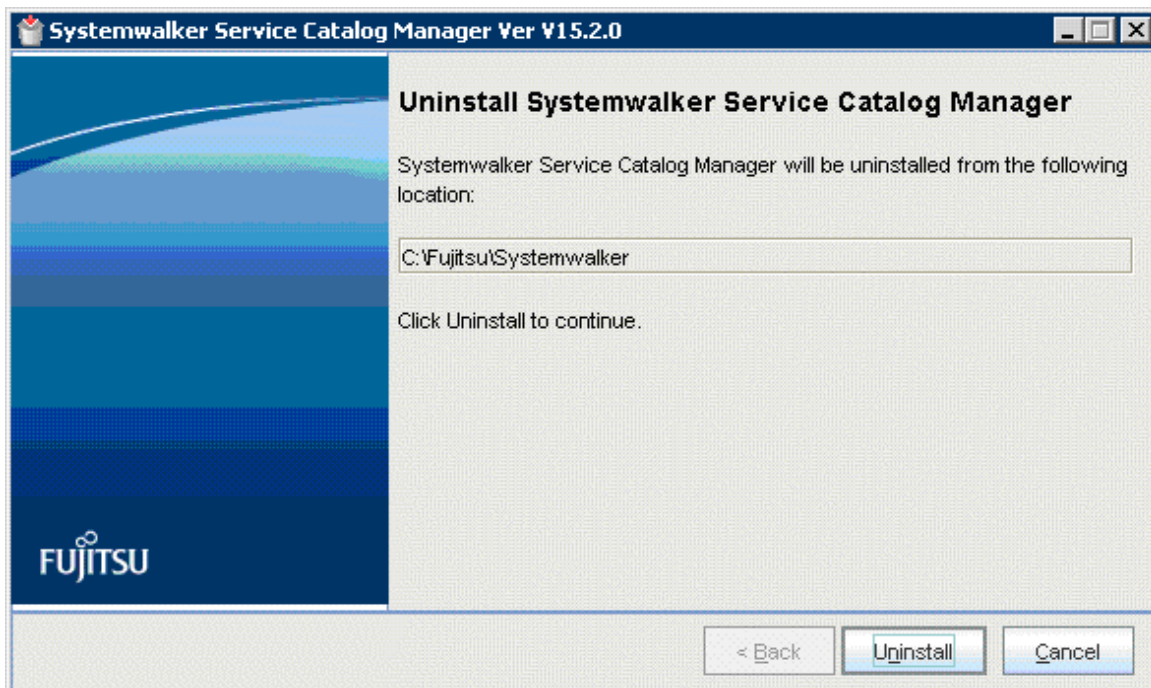 Systemwalker Service Catalog Manager Ver V15.2.0
Uninstall Systemwalker Service Catalog Manager
Systemwalker Service Catalog Manager will be uninstalled from the following
location:
C:\Fujitsu\Systemwalker
Click Uninstall to continue.
FUJITSU
< Back
Uninstall
Cancel